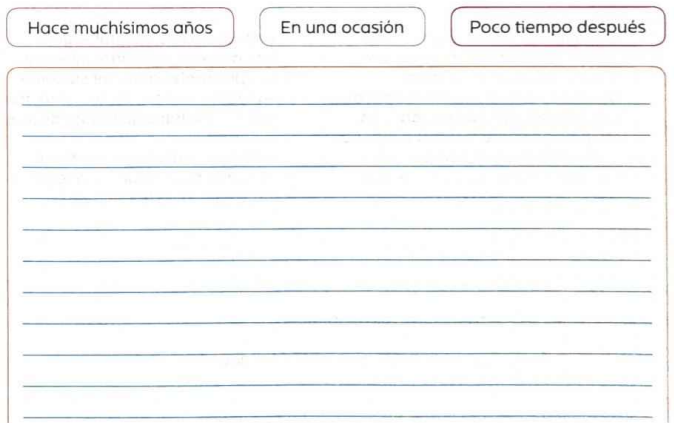 Hace muchísimos años
En una ocasión
Poco tiempo después